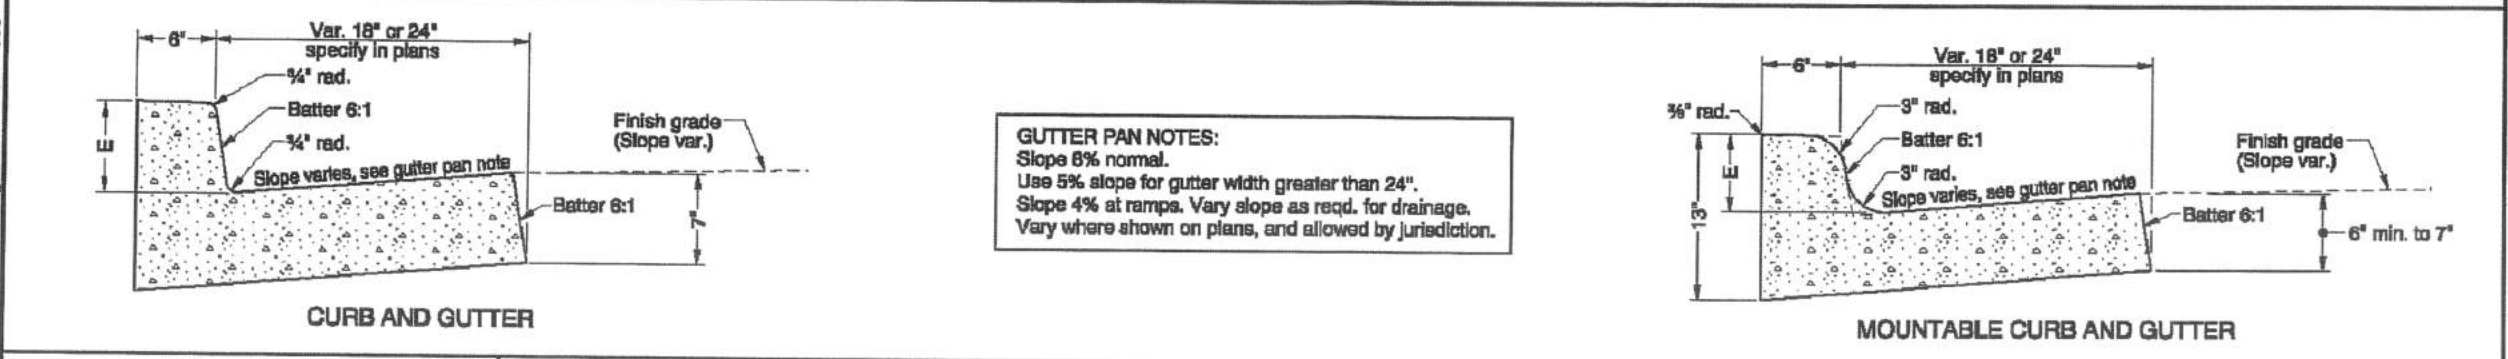 6"
Var. 18" or 24"
specify in plans
¾" rad.
Batter 6:1
¾" rad.
E
Slope varies, see gutter pan note
Finish grade
(Slope var.)
Batter 6:1
7"
CURB AND GUTTER
GUTTER PAN NOTES:
Slope 6% normal.
Use 5% slope for gutter width greater than 24".
Slope 4% at ramps. Vary slope as reqd. for drainage.
Vary where shown on plans, and allowed by jurisdiction.
6"
Var. 18" or 24"
specify in plans
3" rad.
Batter 6:1
3" rad.
E
13"
Slope varies, see gutter pan note
Finish grade
(Slope var.)
Batter 6:1
6" min. to 7"
MOUNTABLE CURB AND GUTTER